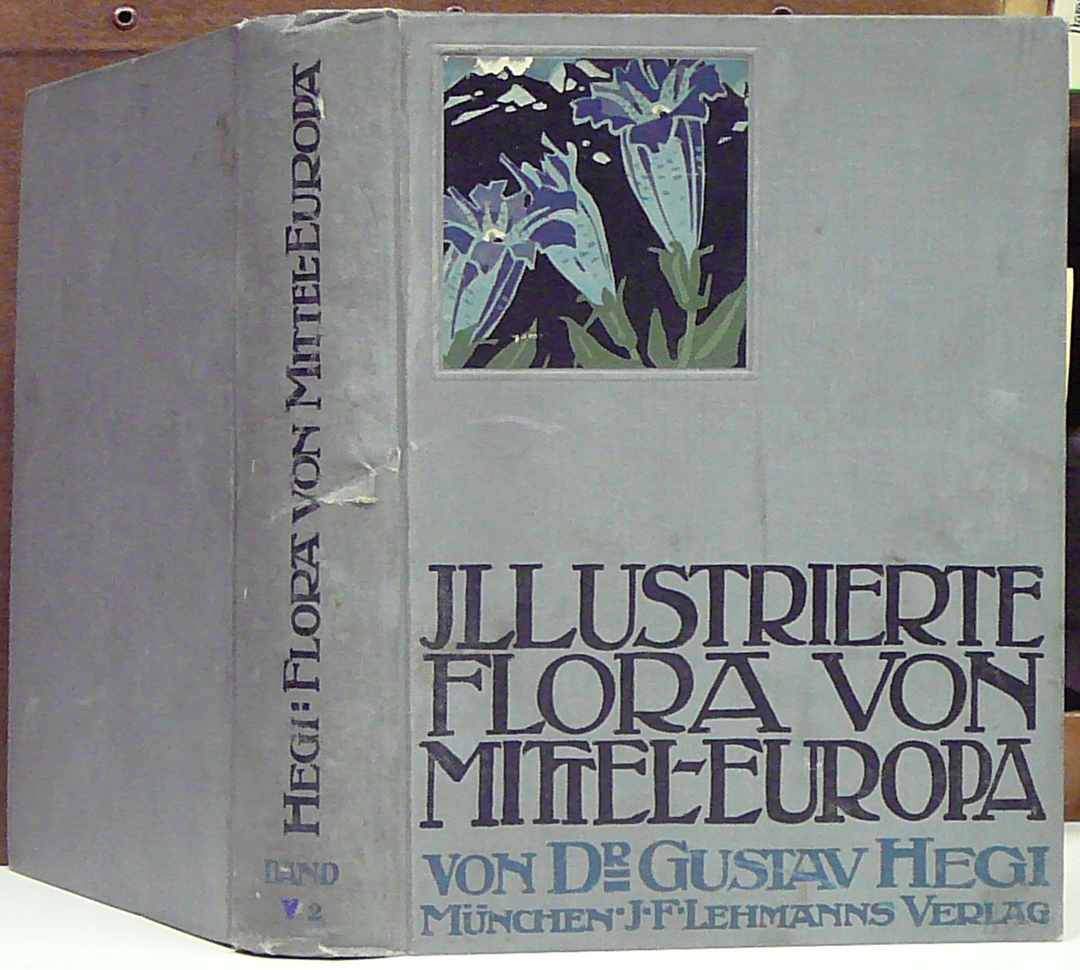 HEGI: FLORA VON MITTEL-EUROPA
BAND
V 2
JLLUSTRIERTE
FLORA VON
MITTEL-EUROPA
VON DR GUSTAV HEGI
MÜNCHEN·J·F·LEHMANNS VERLAG